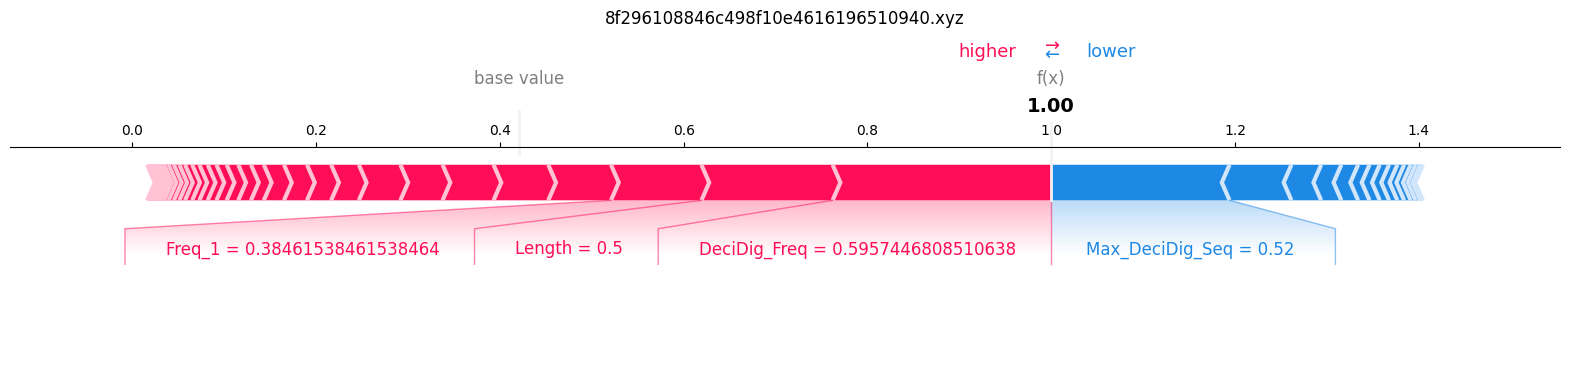 8f296108846c498f10e4616196510940.xyz
higher ⇄ lower
base value f(x)
1.00
0.0 0.2 0.4 0.6 0.8 1.0 1.2 1.4
Freq_1 = 0.38461538461538464 Length = 0.5 DeciDig_Freq = 0.5957446808510638 Max_DeciDig_Seq = 0.52